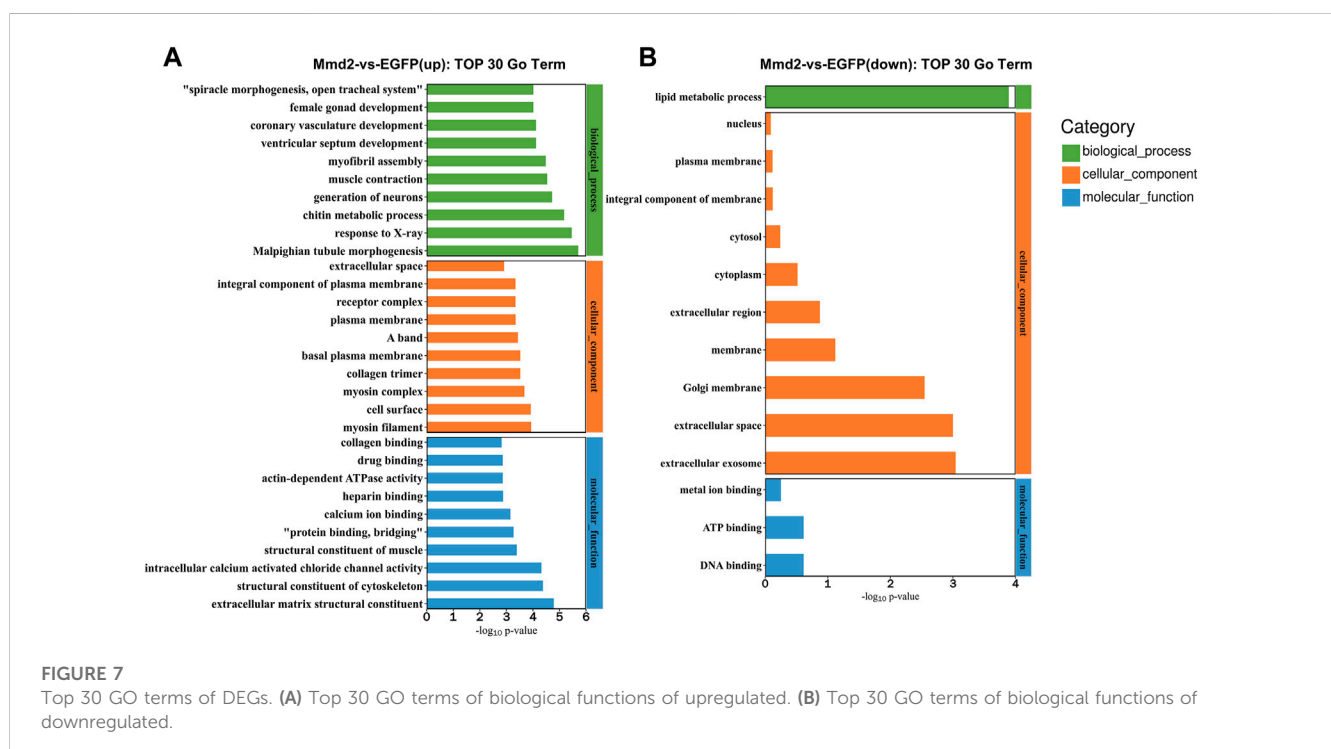 A
Mmd2-vs-EGFP(up): TOP 30 Go Term
"spiracle morphogenesis, open tracheal system"
female gonad development
coronary vasculature development
ventricular septum development
myofibril assembly
muscle contraction
generation of neurons
chitin metabolic process
response to X-ray
Malpighian tubule morphogenesis
biological_process
extracellular space
integral component of plasma membrane
receptor complex
plasma membrane
A band
basal plasma membrane
collagen trimer
myosin complex
cell surface
myosin filament
cellular_component
collagen binding
drug binding
actin-dependent ATPase activity
heparin binding
calcium ion binding
"protein binding, bridging"
structural constituent of muscle
intracellular calcium activated chloride channel activity
structural constituent of cytoskeleton
extracellular matrix structural constituent
molecular_function
0 1 2 3 4 5 6
-log10 p-value
B
Mmd2-vs-EGFP(down): TOP 30 Go Term
lipid metabolic process
nucleus
plasma membrane
integral component of membrane
cytosol
cytoplasm
extracellular region
membrane
Golgi membrane
extracellular space
extracellular exosome
cellular_component
metal ion binding
ATP binding
DNA binding
molecular_function
0 1 2 3 4
-log10 p-value
Category
biological_process
cellular_component
molecular_function
FIGURE 7
Top 30 GO terms of DEGs. (A) Top 30 GO terms of biological functions of upregulated. (B) Top 30 GO terms of biological functions of
downregulated.